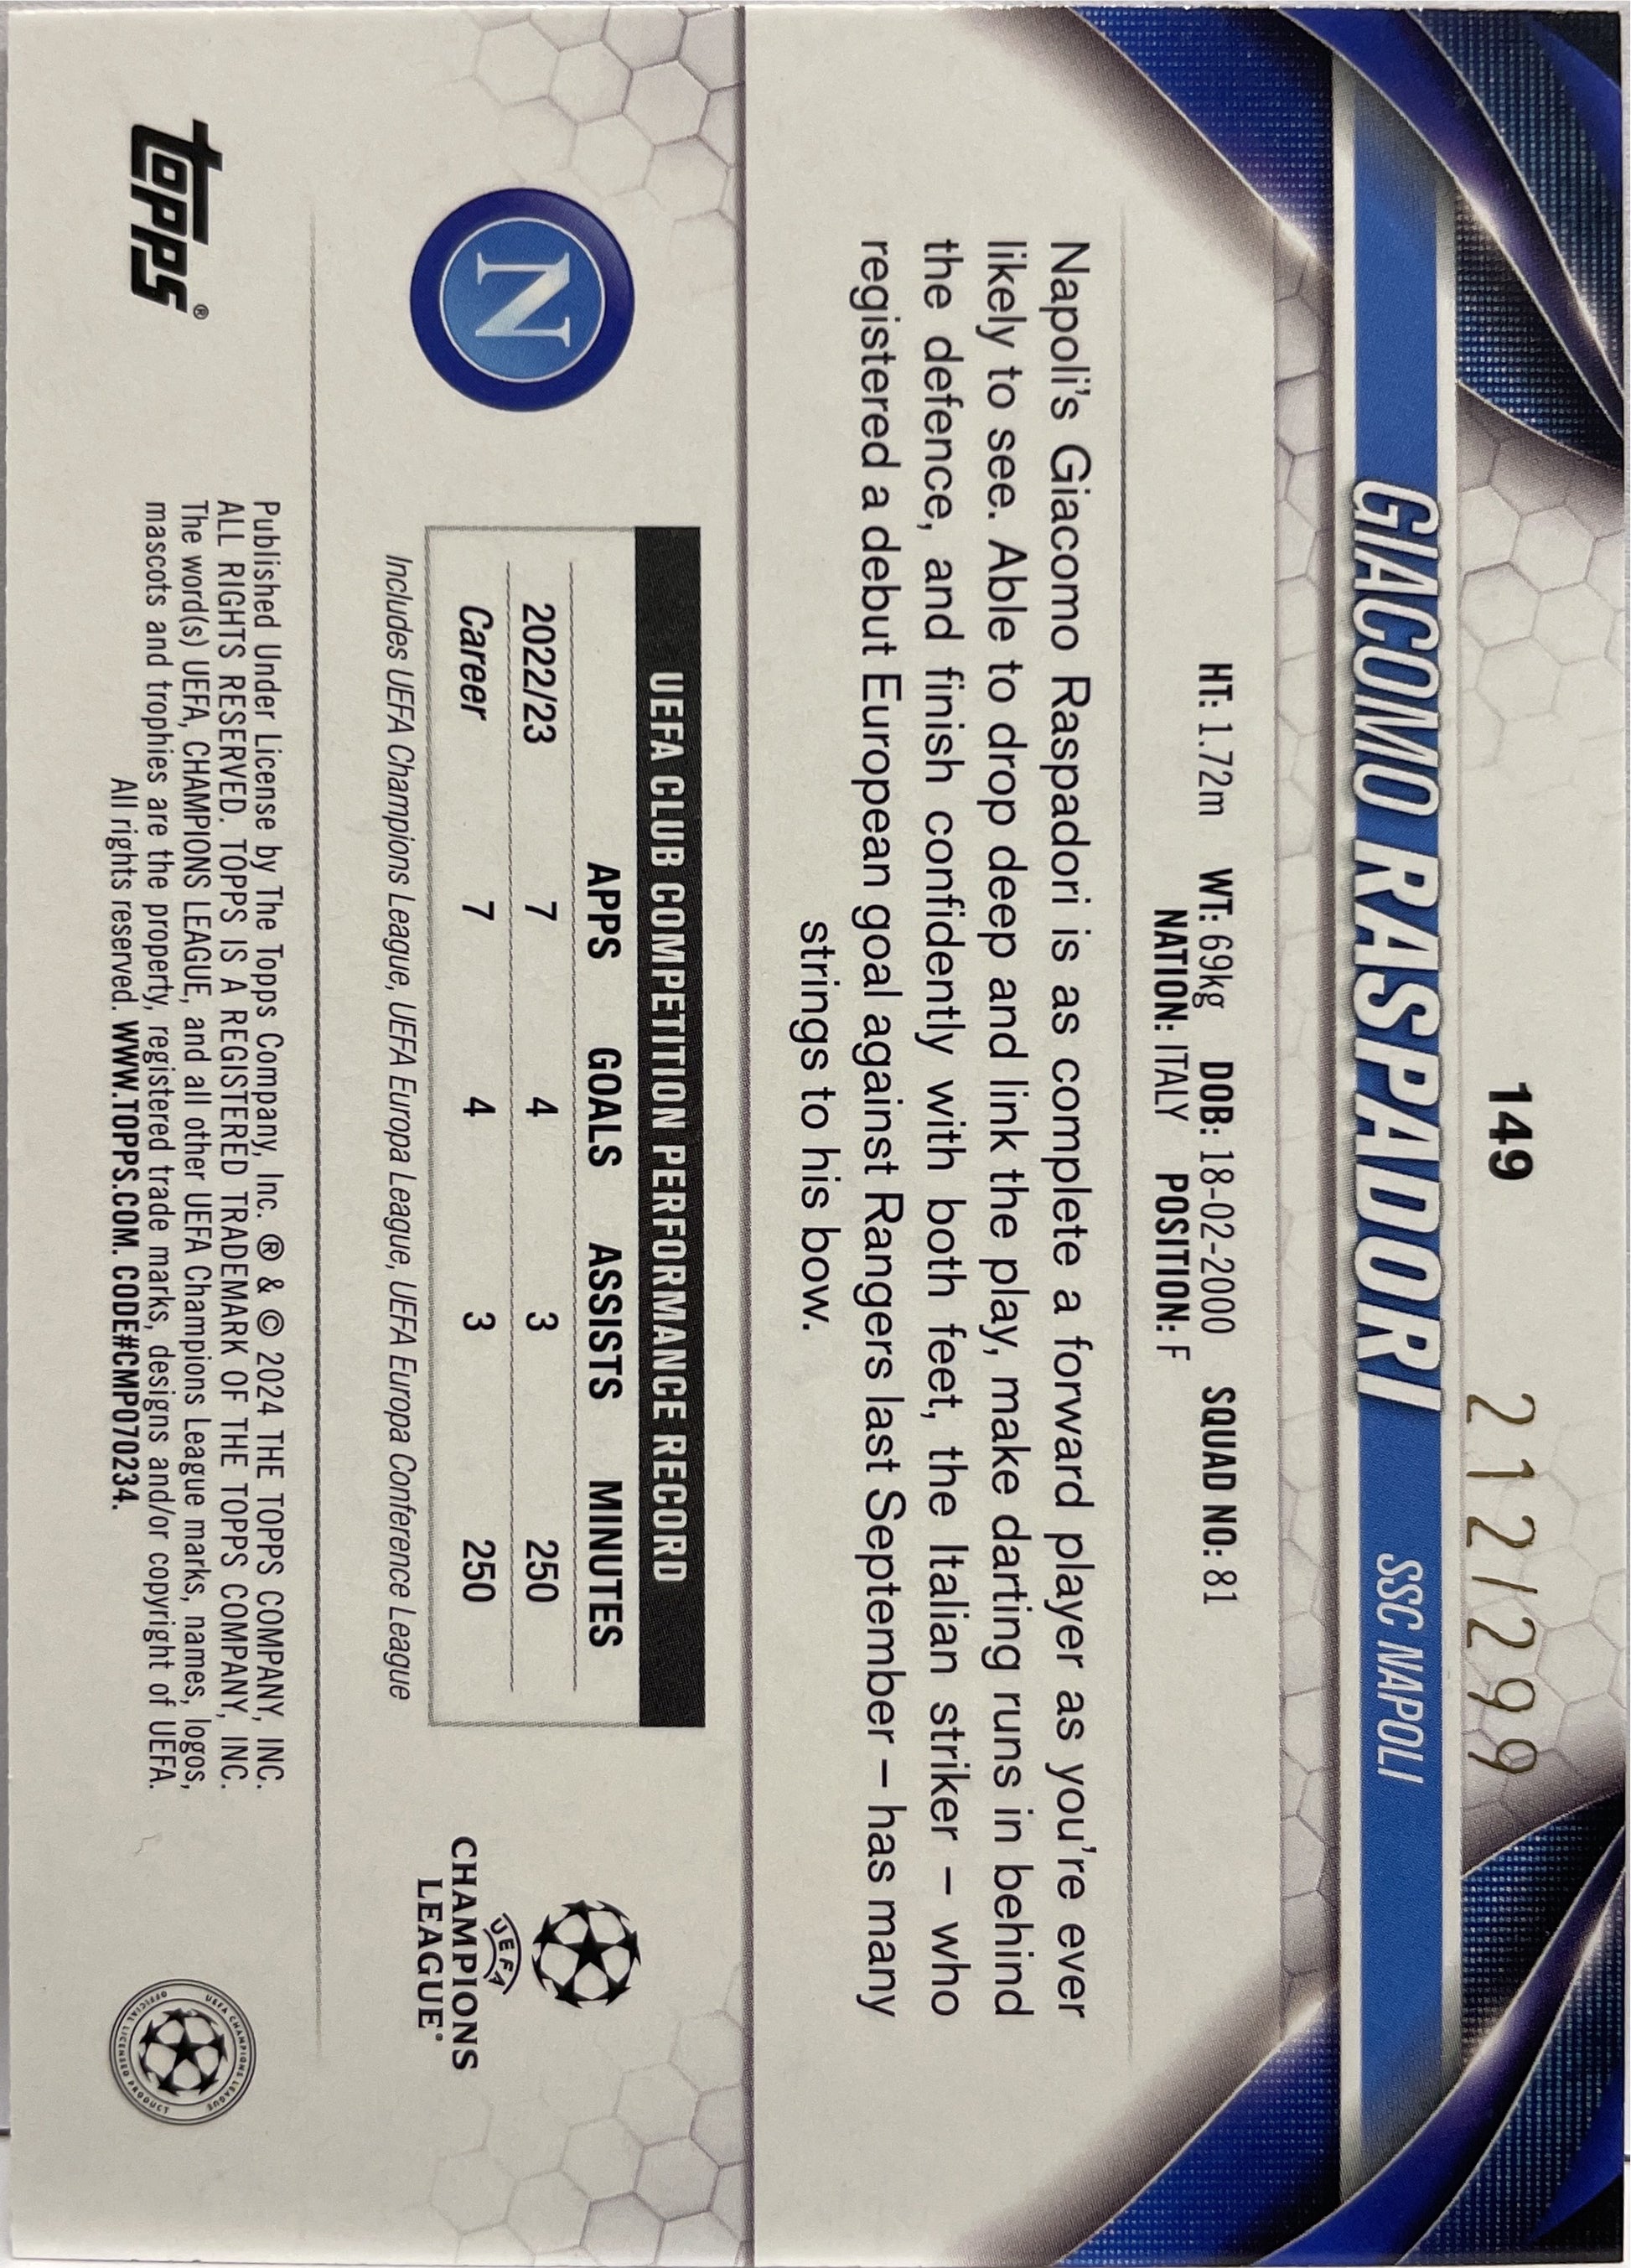 149
212/299
GIACOMO RASPADORI SSC NAPOLI
HT: 1.72m WT: 69kg DOB: 18-02-2000 SQUAD NO: 81
NATION: ITALY POSITION: F
Napoli's Giacomo Raspadori is as complete a forward player as you're ever
likely to see. Able to drop deep and link the play, make darting runs in behind
the defence, and finish confidently with both feet, the Italian striker – who
registered a debut European goal against Rangers last September – has many
strings to his bow.
N
UEFA CLUB COMPETITION PERFORMANCE RECORD
APPS GOALS ASSISTS MINUTES
2022/23 7 4 3 250
Career 7 4 3 250
Includes UEFA Champions League, UEFA Europa League, UEFA Europa Conference League
UEFA
CHAMPIONS
LEAGUE®
Topps®
Published Under License by The Topps Company, Inc. ® & © 2024 THE TOPPS COMPANY, INC.
ALL RIGHTS RESERVED. TOPPS IS A REGISTERED TRADEMARK OF THE TOPPS COMPANY, INC.
The word(s) UEFA, CHAMPIONS LEAGUE, and all other UEFA Champions League marks, names, logos,
mascots and trophies are the property, registered trade marks, designs and/or copyright of UEFA.
All rights reserved. WWW.TOPPS.COM. CODE#CMP070234.
UEFA CHAMPIONS LEAGUE
OFFICIAL LICENSED PRODUCT